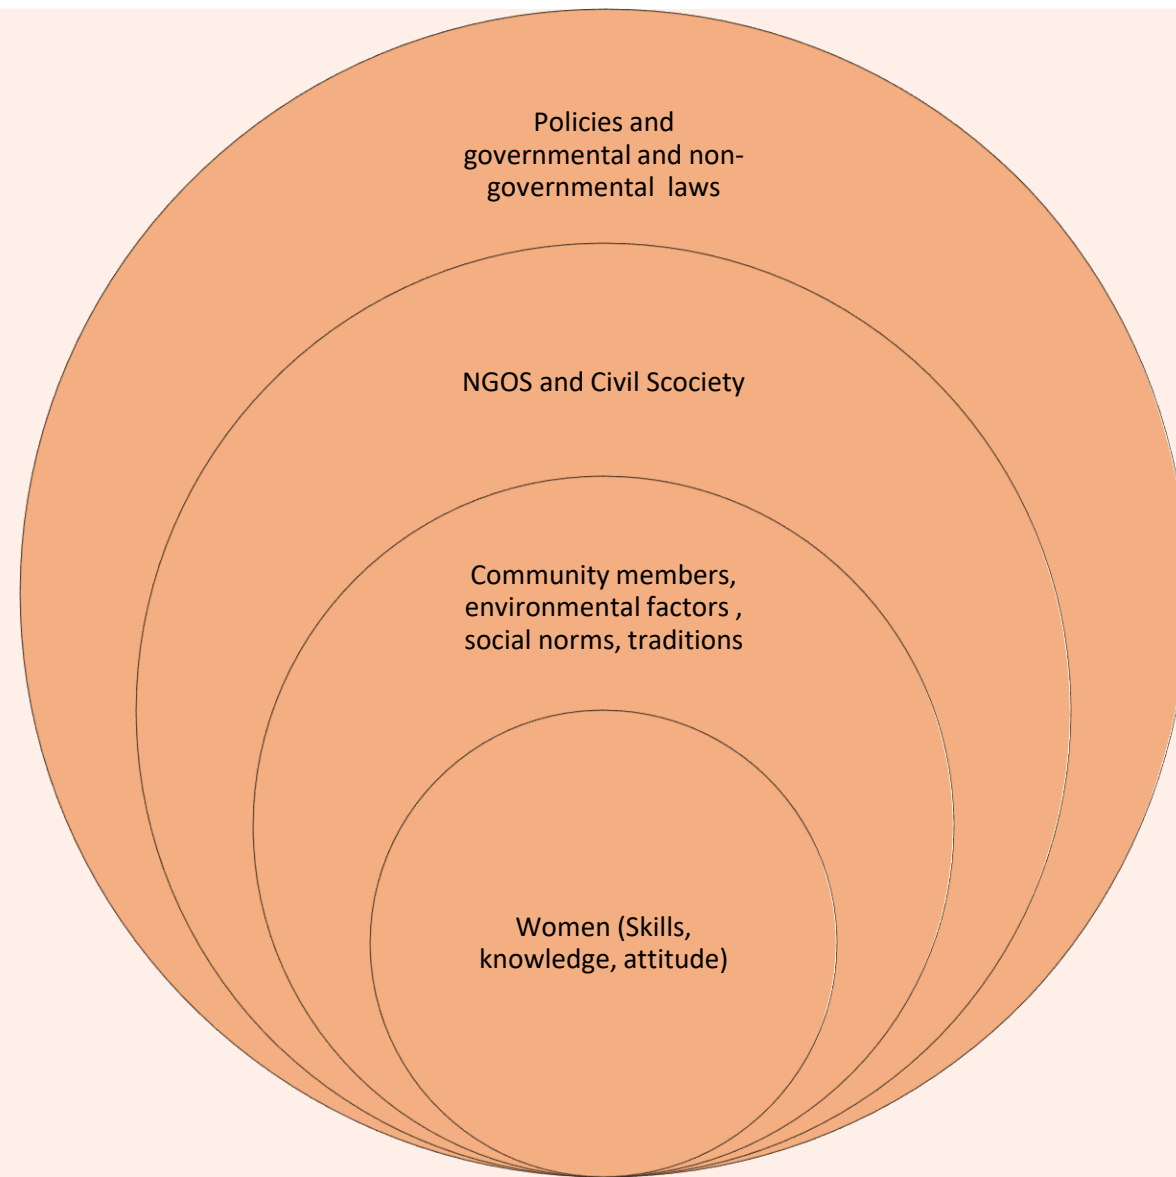 Policies and
governmental and non-
governmental  laws
NGOS and Civil Scociety
Community members,
environmental factors ,
social norms, traditions
Women (Skills,
knowledge, attitude)